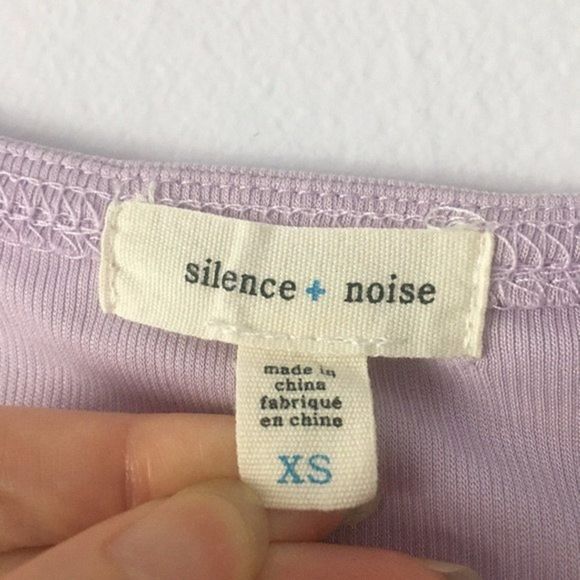 silence + noise
made in
china
fabriqué
en chine
XS